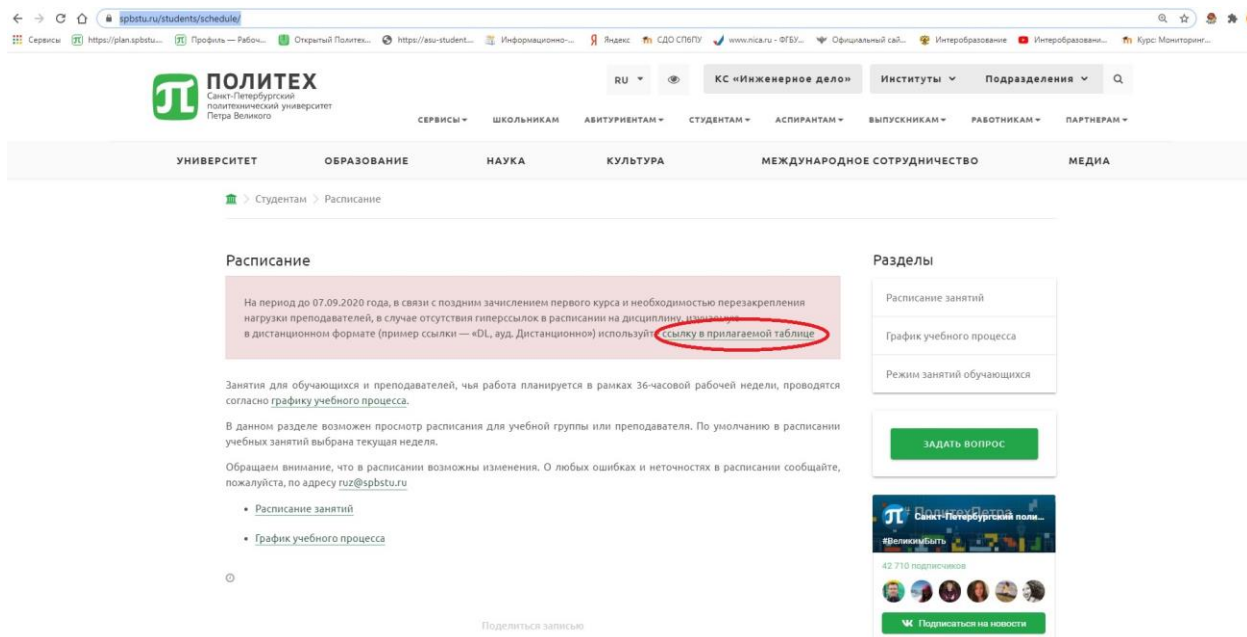 spbstu.ru/students/schedule/
Сервисы https://plan.spbstu... Профиль — Рабоч... Открытый Политех... https://asu-student.... Информационно-... Яндекс СДО СПбПУ www.nica.ru - ФГБУ... Официальный сай... Интеробразование Интеробразовани... Курс: Мониторинг...
ПОЛИТЕХ
Санкт-Петербургский
политехнический университет
Петра Великого
RU КС «Инженерное дело» Институты Подразделения
СЕРВИСЫ ШКОЛЬНИКАМ АБИТУРИЕНТАМ СТУДЕНТАМ АСПИРАНТАМ ВЫПУСКНИКАМ РАБОТНИКАМ ПАРТНЕРАМ
УНИВЕРСИТЕТ ОБРАЗОВАНИЕ НАУКА КУЛЬТУРА МЕЖДУНАРОДНОЕ СОТРУДНИЧЕСТВО МЕДИА
Студентам > Расписание
Расписание
На период до 07.09.2020 года, в связи с поздним зачислением первого курса и необходимостью перезакрепления
нагрузки преподавателей, в случае отсутствия гиперссылок в расписании на дисциплину, изучаемую
в дистанционном формате (пример ссылки — «DL, ауд. Дистанционно») используйте ссылку в прилагаемой таблице
Занятия для обучающихся и преподавателей, чья работа планируется в рамках 36-часовой рабочей недели, проводятся
согласно графику учебного процесса.
В данном разделе возможен просмотр расписания для учебной группы или преподавателя. По умолчанию в расписании
учебных занятий выбрана текущая неделя.
Обращаем внимание, что в расписании возможны изменения. О любых ошибках и неточностях в расписании сообщайте,
пожалуйста, по адресу ruz@spbstu.ru
• Расписание занятий
• График учебного процесса
Поделиться записью
Разделы
Расписание занятий
График учебного процесса
Режим занятий обучающихся
ЗАДАТЬ ВОПРОС
Санкт-Петербургский поли...
#ВеликимБыть
42 710 подписчиков
Подписаться на новости